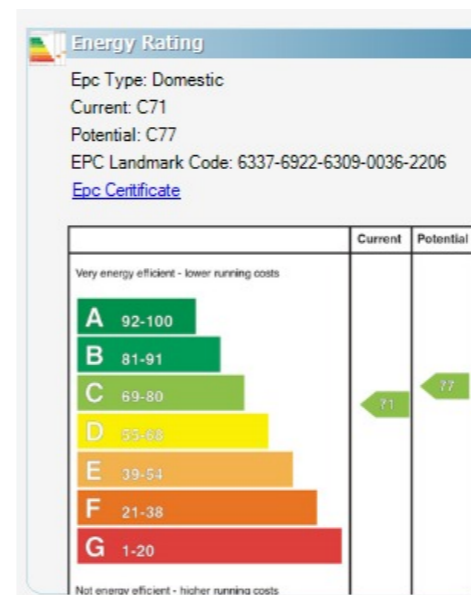 Energy Rating
Epc Type: Domestic
Current: C71
Potential: C77
EPC Landmark Code: 6337-6922-6309-0036-2206
Epc Ceritificate
Current Potential
Very energy efficient - lower running costs
A 92-100
B 81-91
C 69-80
77
71
D 55-68
E 39-54
F 21-38
G 1-20
Not energy efficient - higher running costs